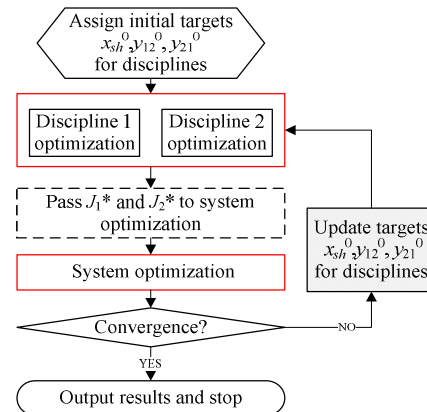 Assign initial targets
x_sh^0, y_12^0, y_21^0
for disciplines
Discipline 1
optimization
Discipline 2
optimization
Pass J_1* and J_2* to system
optimization
System optimization
Convergence?
NO
YES
Output results and stop
Update targets
x_sh^0, y_12^0, y_21^0
for disciplines